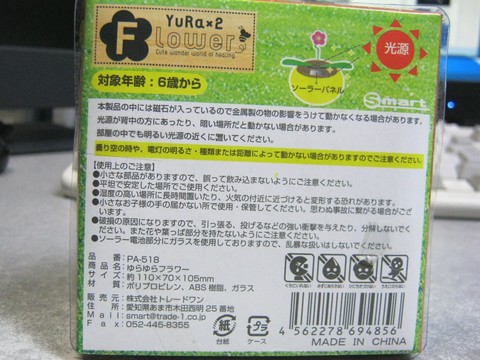 YuRa×2
Flower
Cute wonder world of healing
光源
対象年齢：6歳から
ソーラーパネル
Smart
本製品の中には磁石が入っているので金属製の物の影響をうけて動かなくなる場合があります。
光源が背中の方にあったり、暗い場所だと動かない場合があります。
部屋の中でも明るい光源の近くに置いてください。
曇り空の時や、電灯の明るさ・種類または距離によって動かない場合がありますのでご了承ください。
【使用上のご注意】
●小さな部品がありますので、誤って飲み込まないようにご注意ください。
●平坦で安定した場所でご使用ください。
●湿度の高い場所に長時間置いたり、火気の付近に近づけると変形する恐れがあります。
●小さなお子様の手の届かない所で使用・保管してください。思わぬ事故に繋がる場合がございます。
●破損の原因になりますので、引っ張る、投げるなどの強い衝撃を与えたり、分解しないでください。また花や葉っぱ部分を持たないようにご注意ください。
●ソーラー電池部分にガラスを使用しておりますので、乱暴な扱いはしないでください。
品番：PA-518
商品名：ゆらゆらフラワー
サイズ：約110×70×105mm
材質：ポリプロピレン、ABS樹脂、ガラス
販売：株式会社トレードワン
住所：愛知県あま市木田西明25番地
Mail：smart@trade-1.co.jp
Fax：052-445-8355
紙
台紙
プラ
ケース
4 562278 694856
MADE IN CHINA